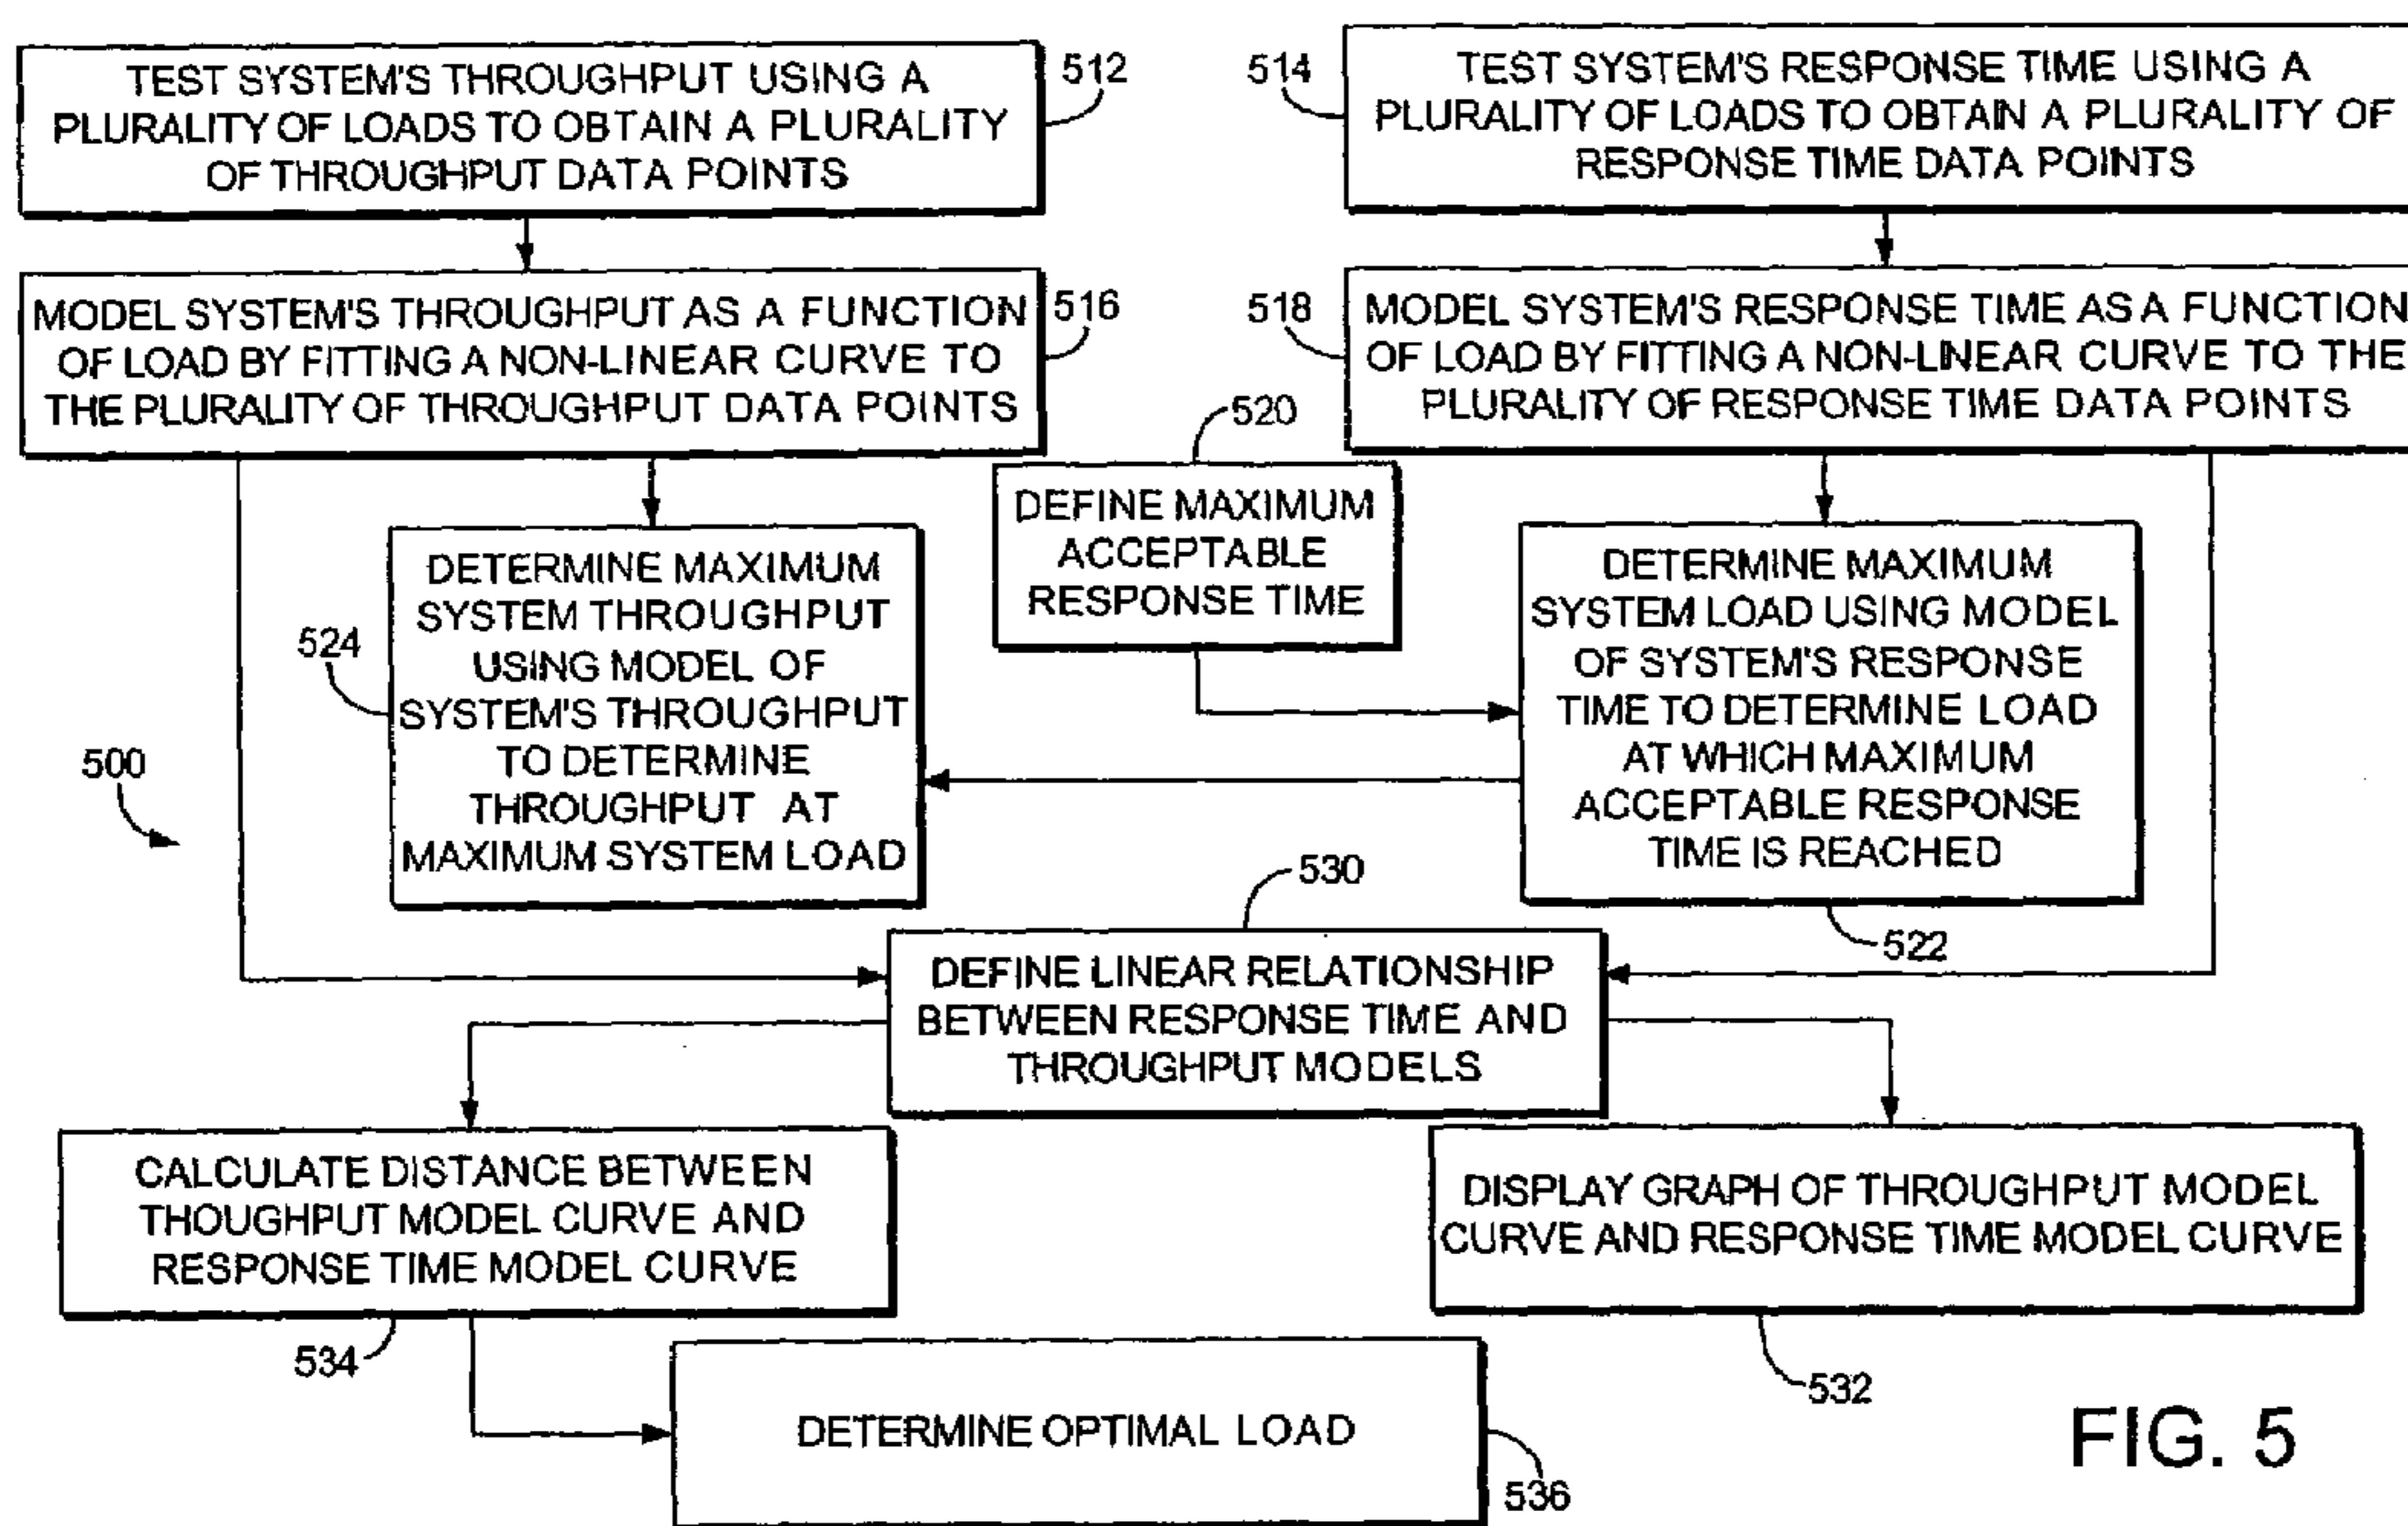 TEST SYSTEM'S THROUGHPUT USING A
PLURALITY OF LOADS TO OBTAIN A PLURALITY
OF THROUGHPUT DATA POINTS
512
514
TEST SYSTEM'S RESPONSE TIME USING A
PLURALITY OF LOADS TO OBTAIN A PLURALITY OF
RESPONSE TIME DATA POINTS
MODEL SYSTEM'S THROUGHPUT AS A FUNCTION
OF LOAD BY FITTING A NON-LINEAR CURVE TO
THE PLURALITY OF THROUGHPUT DATA POINTS
516
518
MODEL SYSTEM'S RESPONSE TIME AS A FUNCTION
OF LOAD BY FITTING A NON-LINEAR CURVE TO THE
PLURALITY OF RESPONSE TIME DATA POINTS
520
DEFINE MAXIMUM
ACCEPTABLE
RESPONSE TIME
524
DETERMINE MAXIMUM
SYSTEM THROUGHPUT
USING MODEL OF
SYSTEM'S THROUGHPUT
TO DETERMINE
THROUGHPUT AT
MAXIMUM SYSTEM LOAD
DETERMINE MAXIMUM
SYSTEM LOAD USING MODEL
OF SYSTEM'S RESPONSE
TIME TO DETERMINE LOAD
AT WHICH MAXIMUM
ACCEPTABLE RESPONSE
TIME IS REACHED
522
500
530
DEFINE LINEAR RELATIONSHIP
BETWEEN RESPONSE TIME AND
THROUGHPUT MODELS
CALCULATE DISTANCE BETWEEN
THOUGHPUT MODEL CURVE AND
RESPONSE TIME MODEL CURVE
534
DISPLAY GRAPH OF THROUGHPUT MODEL
CURVE AND RESPONSE TIME MODEL CURVE
532
DETERMINE OPTIMAL LOAD
536
FIG. 5